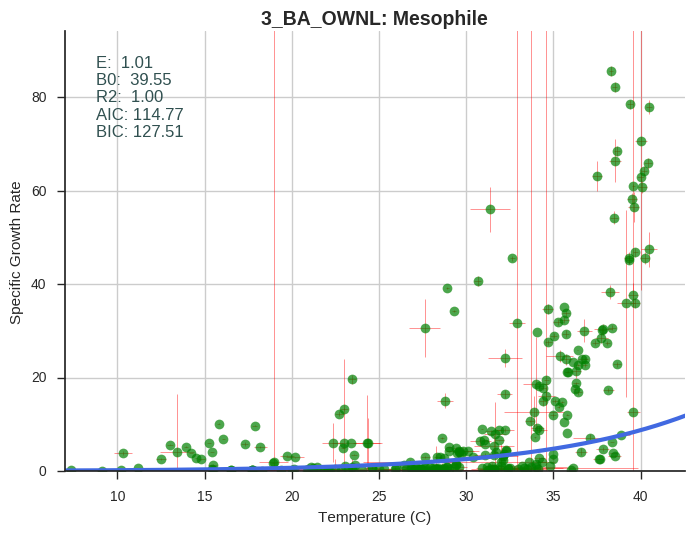 3_BA_OWNL: Mesophile
E: 1.01
B0: 39.55
R2: 1.00
AIC: 114.77
BIC: 127.51
80
60
40
20
0
Specific Growth Rate
10 15 20 25 30 35 40
Temperature (C)